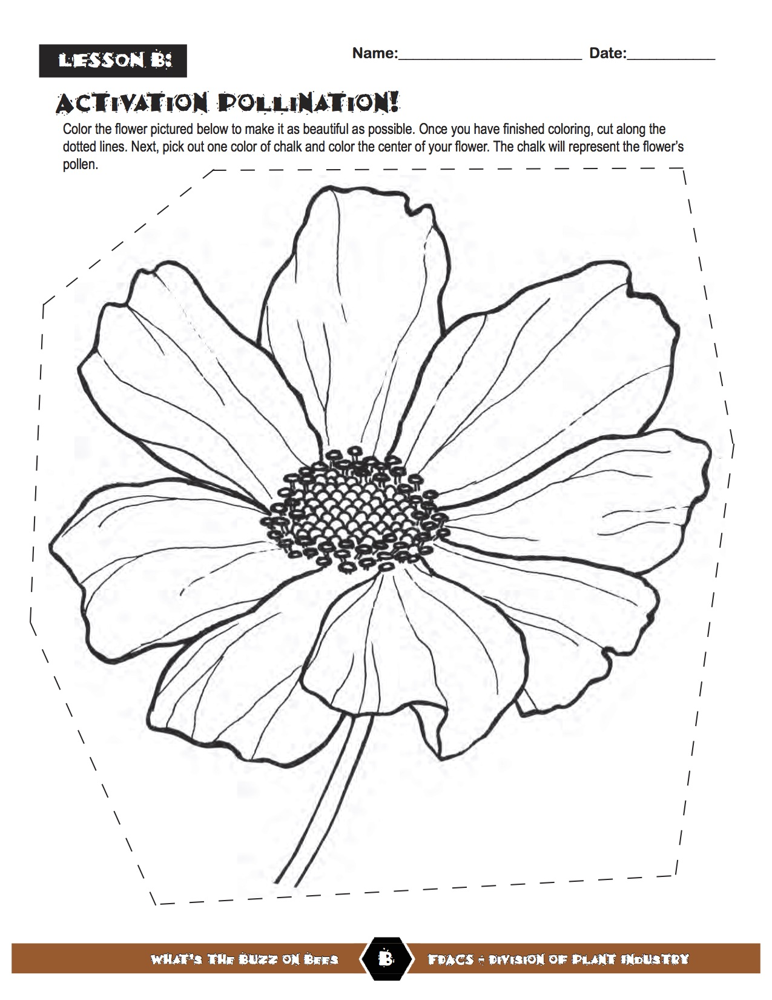 LESSON B:
Name:______________________ Date:___________
ACTIVATION POLLINATION!
Color the flower pictured below to make it as beautiful as possible. Once you have finished coloring, cut along the
dotted lines. Next, pick out one color of chalk and color the center of your flower. The chalk will represent the flower's
pollen.
WHAT'S THE BUZZ ON BEES
B
FDACS - DIVISION OF PLANT INDUSTRY